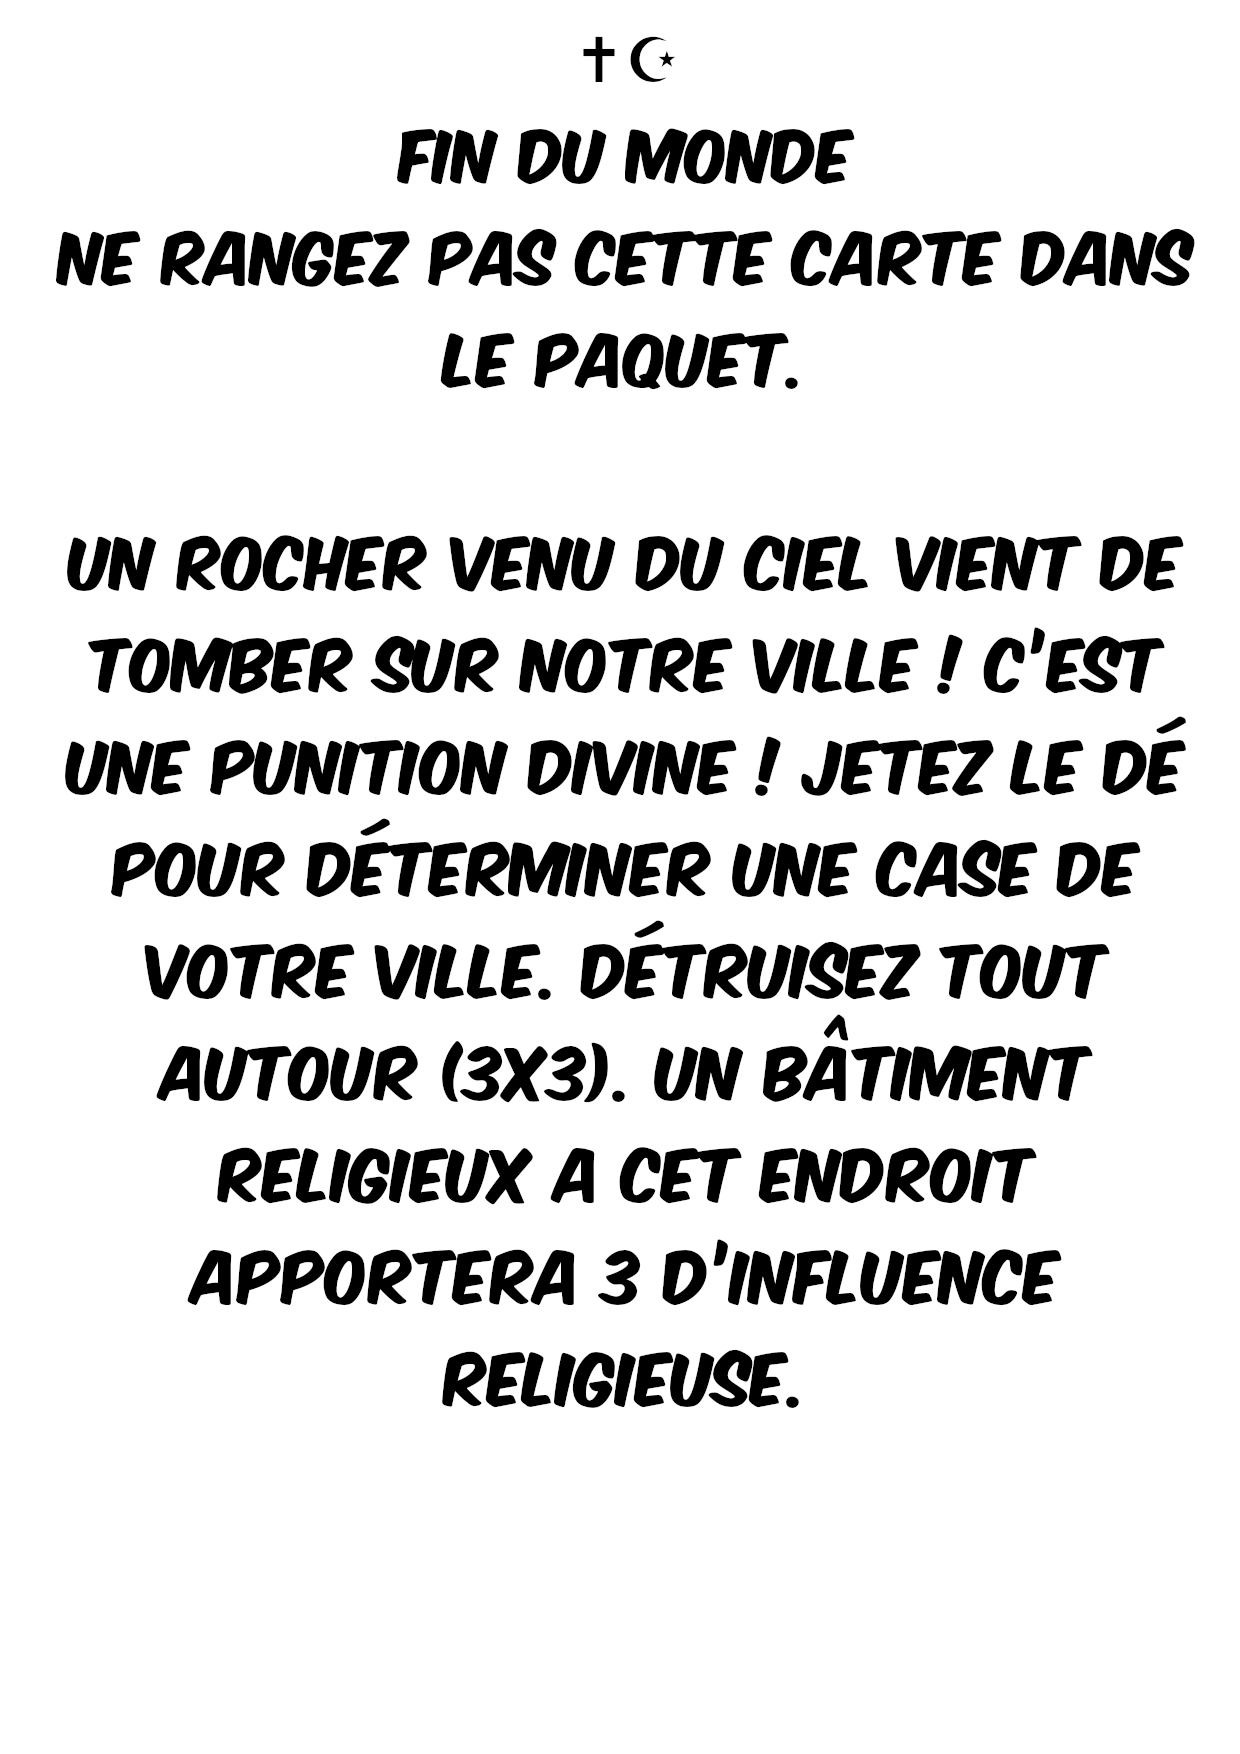 ✝☪
FIN DU MONDE
NE RANGEZ PAS CETTE CARTE DANS
LE PAQUET.
UN ROCHER VENU DU CIEL VIENT DE
TOMBER SUR NOTRE VILLE ! C'EST
UNE PUNITION DIVINE ! JETEZ LE DÉ
POUR DÉTERMINER UNE CASE DE
VOTRE VILLE. DÉTRUISEZ TOUT
AUTOUR (3X3). UN BÂTIMENT
RELIGIEUX A CET ENDROIT
APPORTERA 3 D'INFLUENCE
RELIGIEUSE.